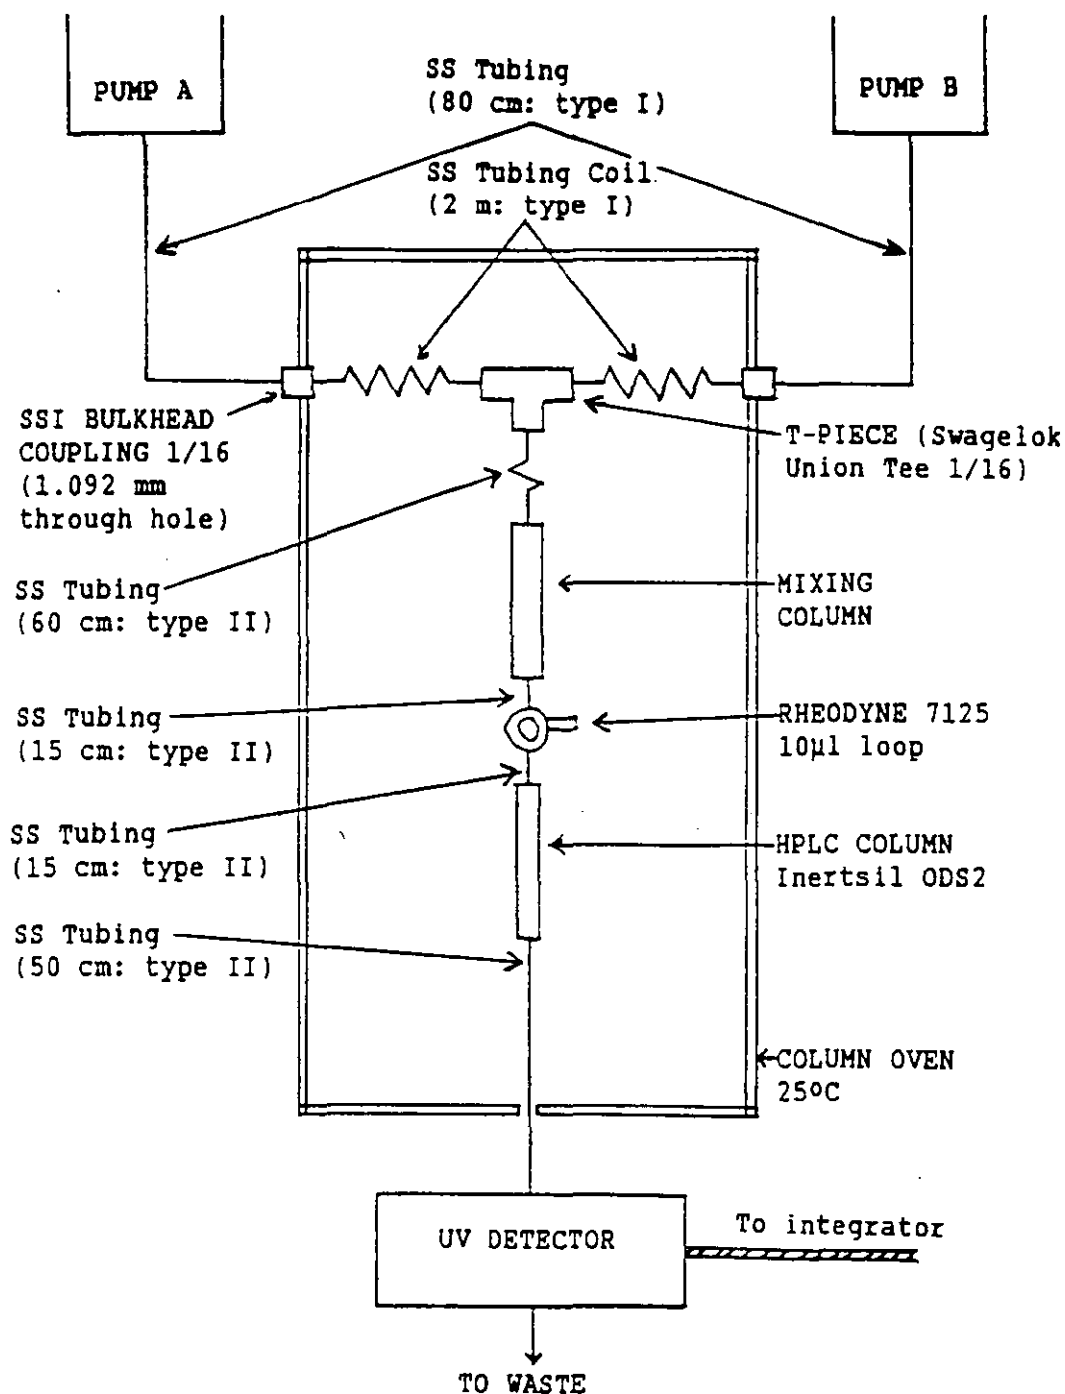 PUMP A
SS Tubing
(80 cm: type I)
PUMP B
SS Tubing Coil
(2 m: type I)
SSI BULKHEAD
COUPLING 1/16
(1.092 mm
through hole)
T-PIECE (Swagelok
Union Tee 1/16)
SS Tubing
(60 cm: type II)
MIXING
COLUMN
SS Tubing
(15 cm: type II)
RHEODYNE 7125
10µl loop
SS Tubing
(15 cm: type II)
HPLC COLUMN
Inertsil ODS2
SS Tubing
(50 cm: type II)
COLUMN OVEN
25ºC
UV DETECTOR
To integrator
TO WASTE